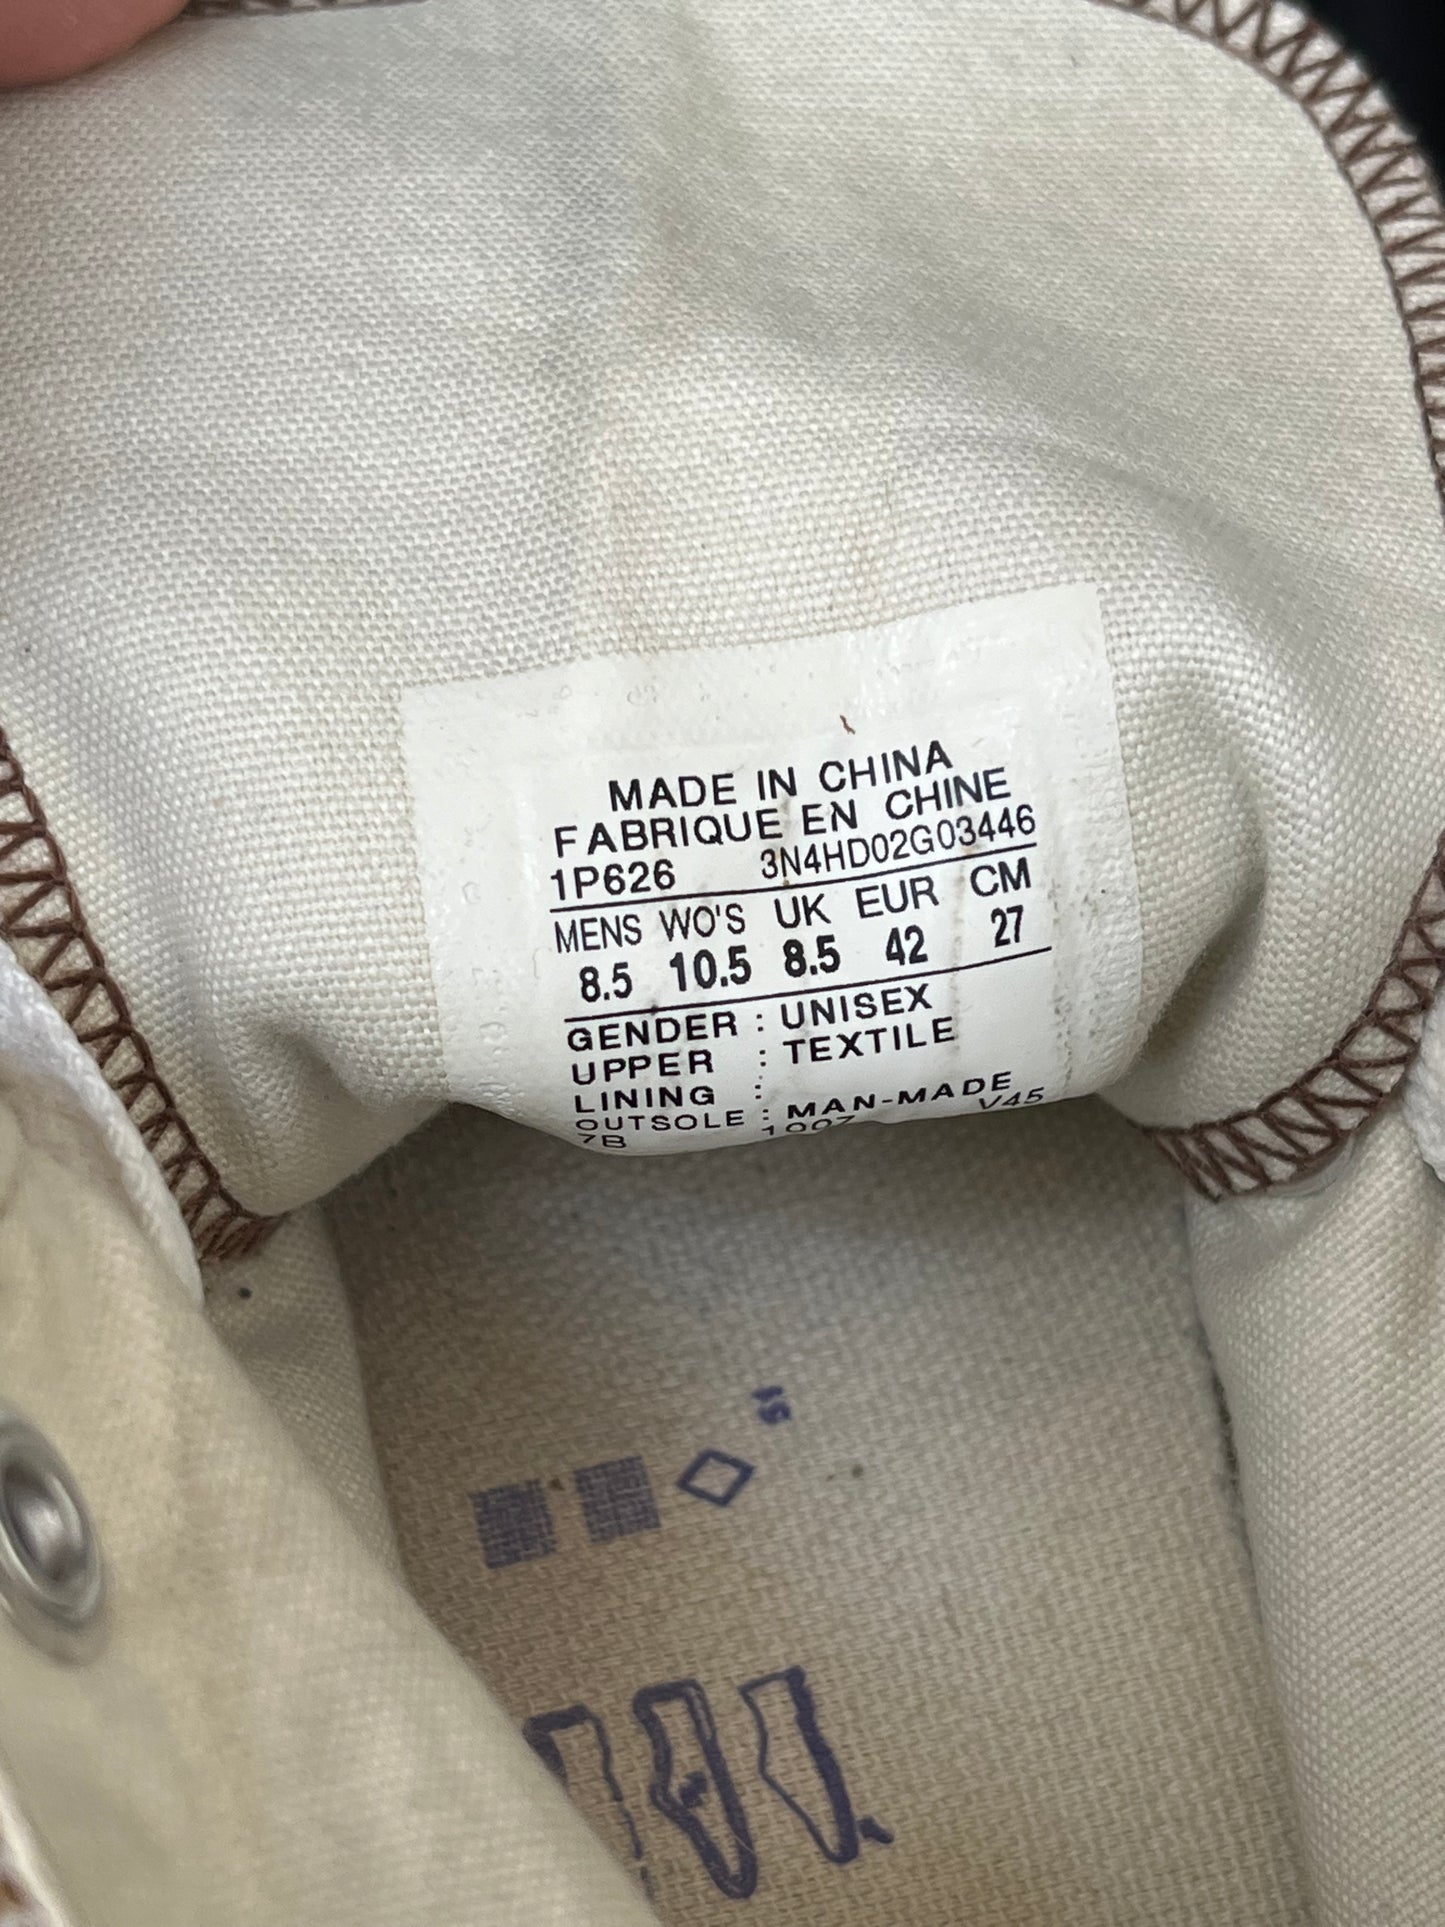 MADE IN CHINA
FABRIQUE EN CHINE
1P626 3N4HD02G03446
MENS WO'S UK EUR CM
8.5 10.5 8.5 42 27
GENDER : UNISEX
UPPER : TEXTILE
LINING :
OUTSOLE : MAN-MADE
7B 1007 V45